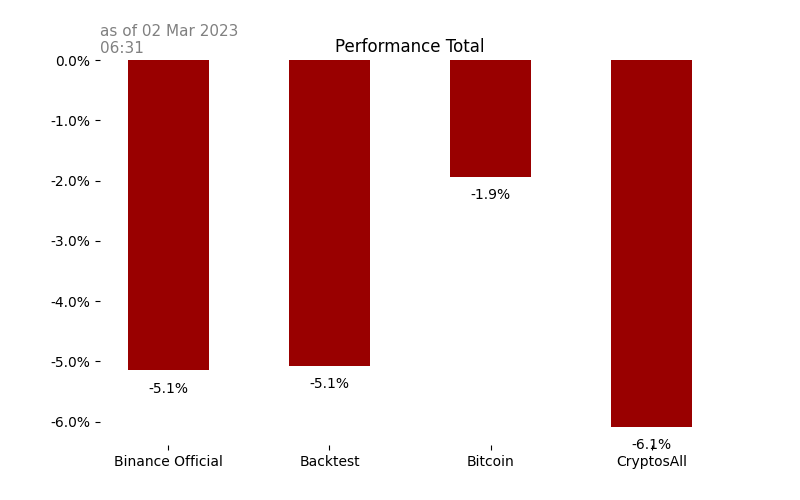 as of 02 Mar 2023
06:31
Performance Total
0.0%
-1.0%
-2.0%
-3.0%
-4.0%
-5.0%
-6.0%
-5.1%
-5.1%
-1.9%
-6.1%
Binance Official
Backtest
Bitcoin
CryptosAll